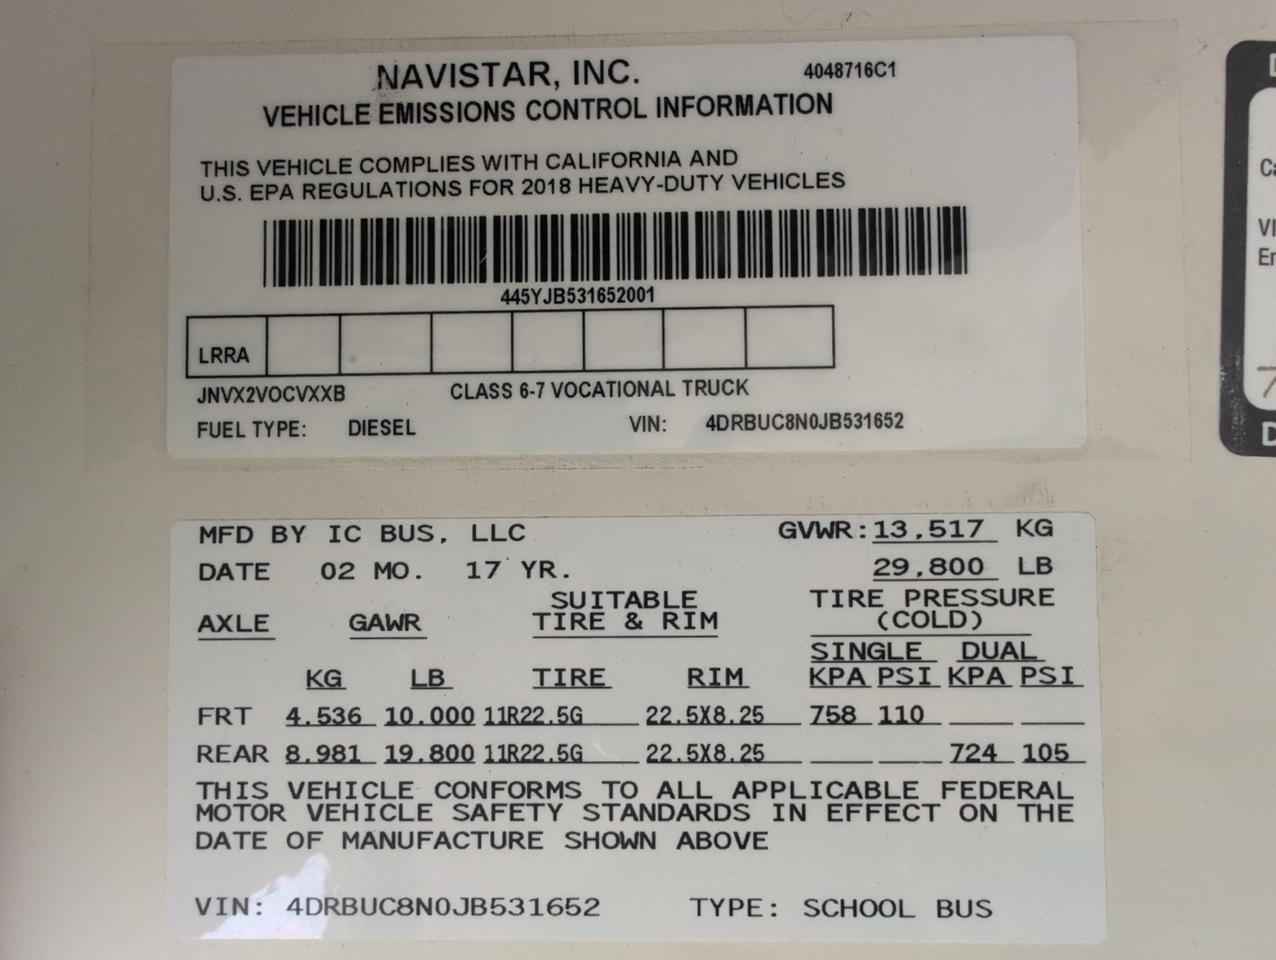 NAVISTAR, INC. 4048716C1
VEHICLE EMISSIONS CONTROL INFORMATION
THIS VEHICLE COMPLIES WITH CALIFORNIA AND
U.S. EPA REGULATIONS FOR 2018 HEAVY-DUTY VEHICLES
445YJB531652001
LRRA
JNVX2VOCVXXB CLASS 6-7 VOCATIONAL TRUCK
FUEL TYPE: DIESEL VIN: 4DRBUC8N0JB531652
MFD BY IC BUS, LLC GVWR: 13,517 KG
DATE 02 MO. 17 YR. 29,800 LB
SUITABLE TIRE PRESSURE
AXLE GAWR TIRE & RIM (COLD)
SINGLE DUAL
KG LB TIRE RIM KPA PSI KPA PSI
FRT 4,536 10,000 11R22.5G 22.5X8.25 758 110
REAR 8,981 19,800 11R22.5G 22.5X8.25 724 105
THIS VEHICLE CONFORMS TO ALL APPLICABLE FEDERAL
MOTOR VEHICLE SAFETY STANDARDS IN EFFECT ON THE
DATE OF MANUFACTURE SHOWN ABOVE
VIN: 4DRBUC8N0JB531652 TYPE: SCHOOL BUS